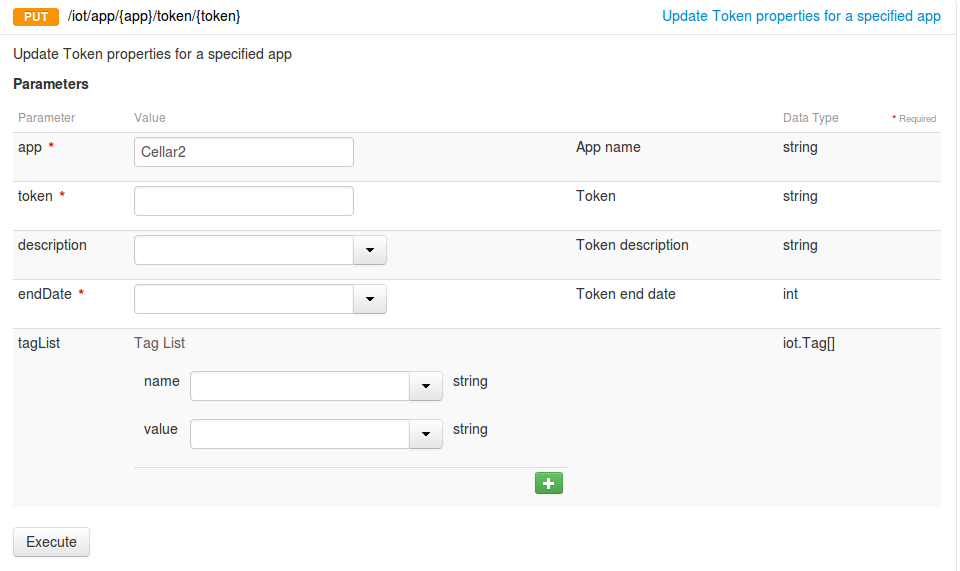 PUT /iot/app/{app}/token/{token} Update Token properties for a specified app
Update Token properties for a specified app
Parameters
Parameter Value Data Type * Required
app * Cellar2 App name string
token * Token string
description Token description string
endDate * Token end date int
tagList Tag List iot.Tag[]
name string
value string
Execute